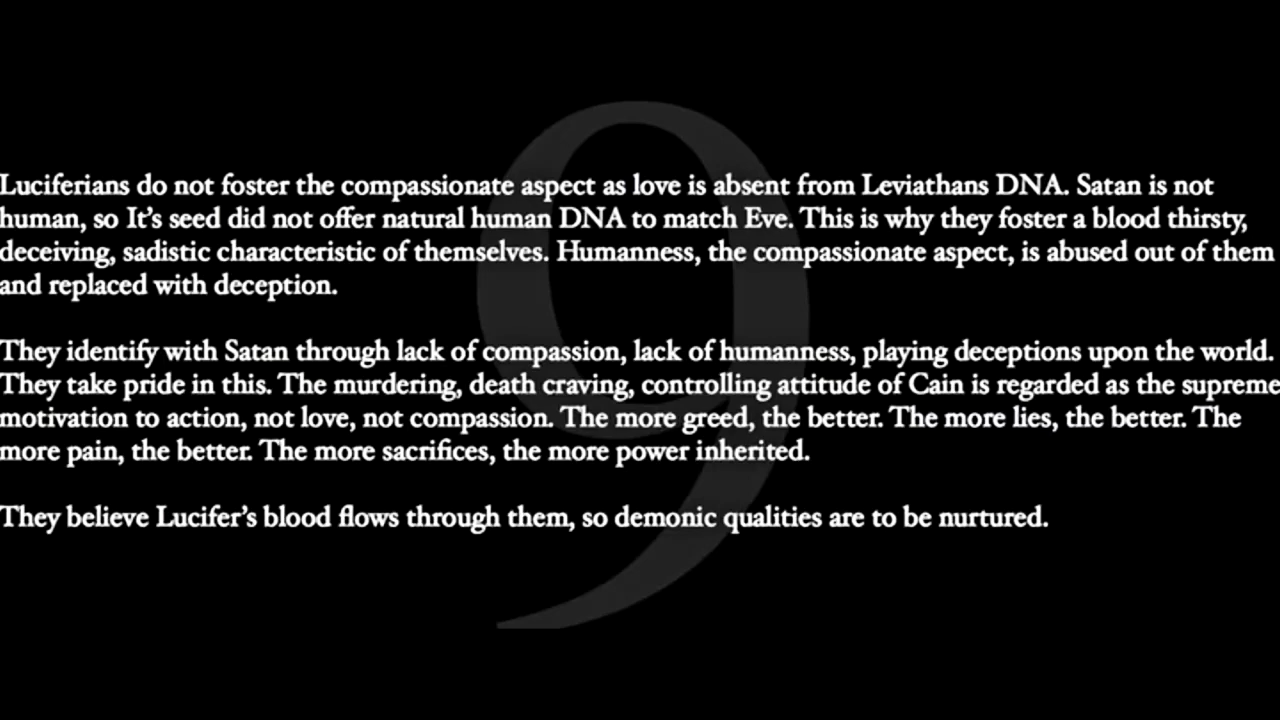 9
Luciferians do not foster the compassionate aspect as love is absent from Leviathans DNA. Satan is not
human, so It’s seed did not offer natural human DNA to match Eve. This is why they foster a blood thirsty,
deceiving, sadistic characteristic of themselves. Humanness, the compassionate aspect, is abused out of them
and replaced with deception.
They identify with Satan through lack of compassion, lack of humanness, playing deceptions upon the world.
They take pride in this. The murdering, death craving, controlling attitude of Cain is regarded as the supreme
motivation to action, not love, not compassion. The more greed, the better. The more lies, the better. The
more pain, the better. The more sacrifices, the more power inherited.
They believe Lucifer’s blood flows through them, so demonic qualities are to be nurtured.